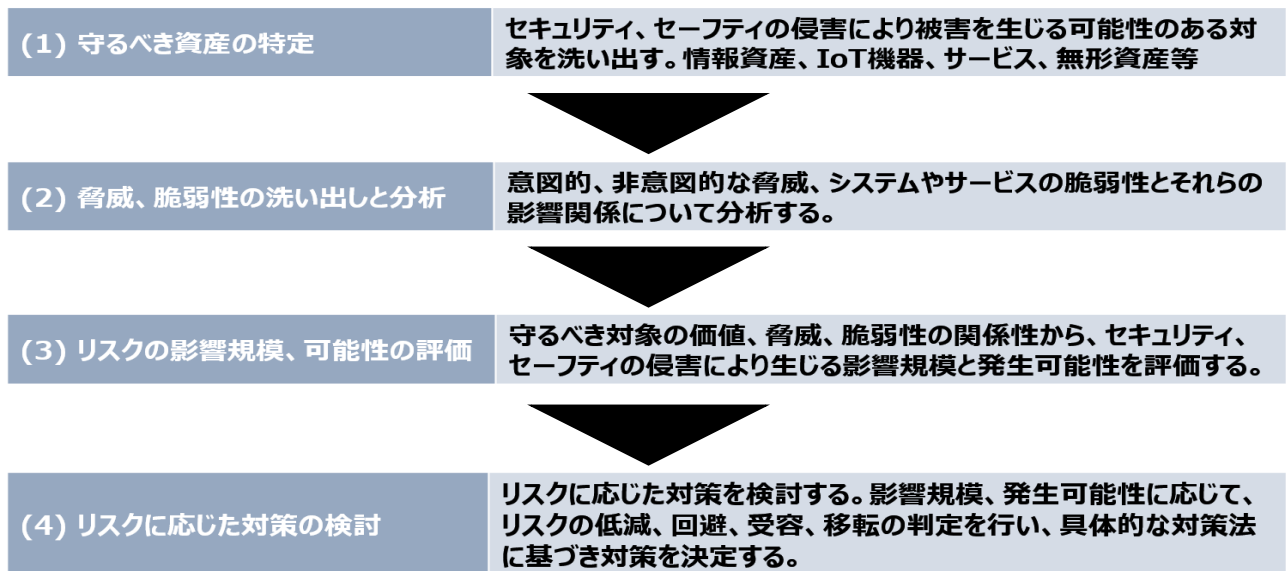 (1) 守るべき資産の特定
セキュリティ、セーフティの侵害により被害を生じる可能性のある対
象を洗い出す。情報資産、IoT機器、サービス、無形資産等
(2) 脅威、脆弱性の洗い出しと分析
意図的、非意図的な脅威、システムやサービスの脆弱性とそれらの
影響関係について分析する。
(3) リスクの影響規模、可能性の評価
守るべき対象の価値、脅威、脆弱性の関係性から、セキュリティ、
セーフティの侵害により生じる影響規模と発生可能性を評価する。
(4) リスクに応じた対策の検討
リスクに応じた対策を検討する。影響規模、発生可能性に応じて、
リスクの低減、回避、受容、移転の判定を行い、具体的な対策法
に基づき対策を決定する。